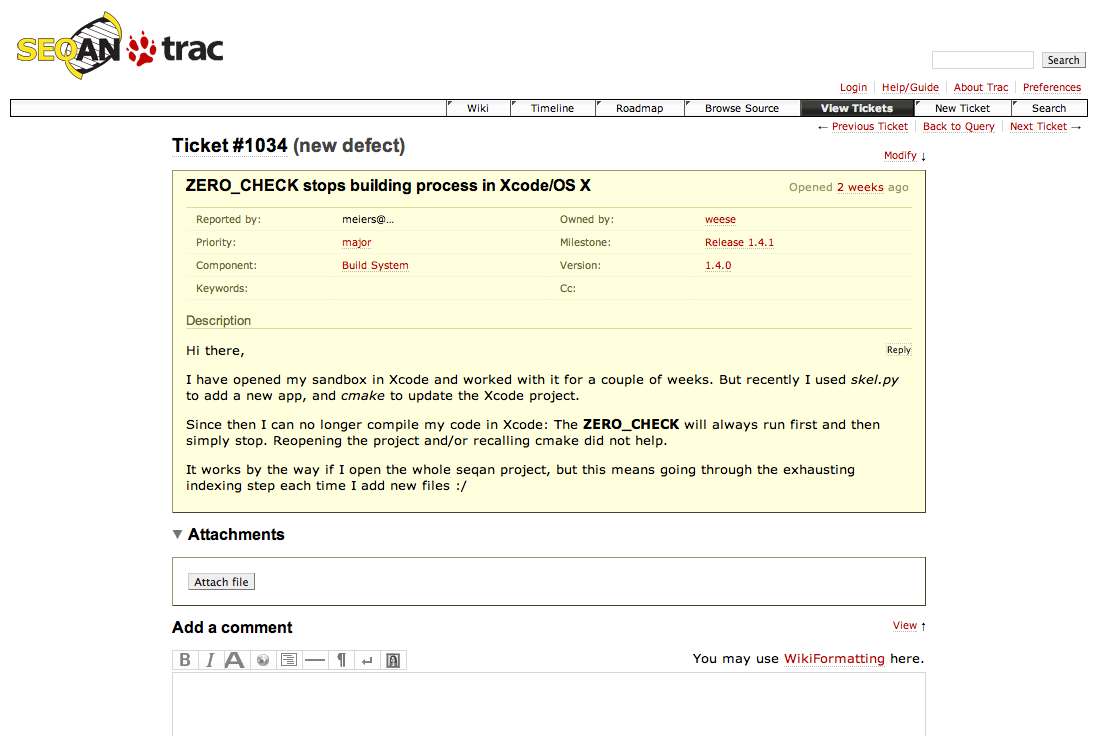 SEQAN trac
Search
Login Help/Guide About Trac Preferences
Wiki Timeline Roadmap Browse Source View Tickets New Ticket Search
← Previous Ticket Back to Query Next Ticket →
Ticket #1034 (new defect)
Modify ↓
ZERO_CHECK stops building process in Xcode/OS X
Opened 2 weeks ago
Reported by: meiers@... Owned by: weese
Priority: major Milestone: Release 1.4.1
Component: Build System Version: 1.4.0
Keywords: Cc:
Description
Hi there,
Reply
I have opened my sandbox in Xcode and worked with it for a couple of weeks. But recently I used skel.py
to add a new app, and cmake to update the Xcode project.
Since then I can no longer compile my code in Xcode: The ZERO_CHECK will always run first and then
simply stop. Reopening the project and/or recalling cmake did not help.
It works by the way if I open the whole seqan project, but this means going through the exhausting
indexing step each time I add new files :/
▼ Attachments
Attach file
Add a comment
View ↑
B I A — ¶ ↵
You may use WikiFormatting here.